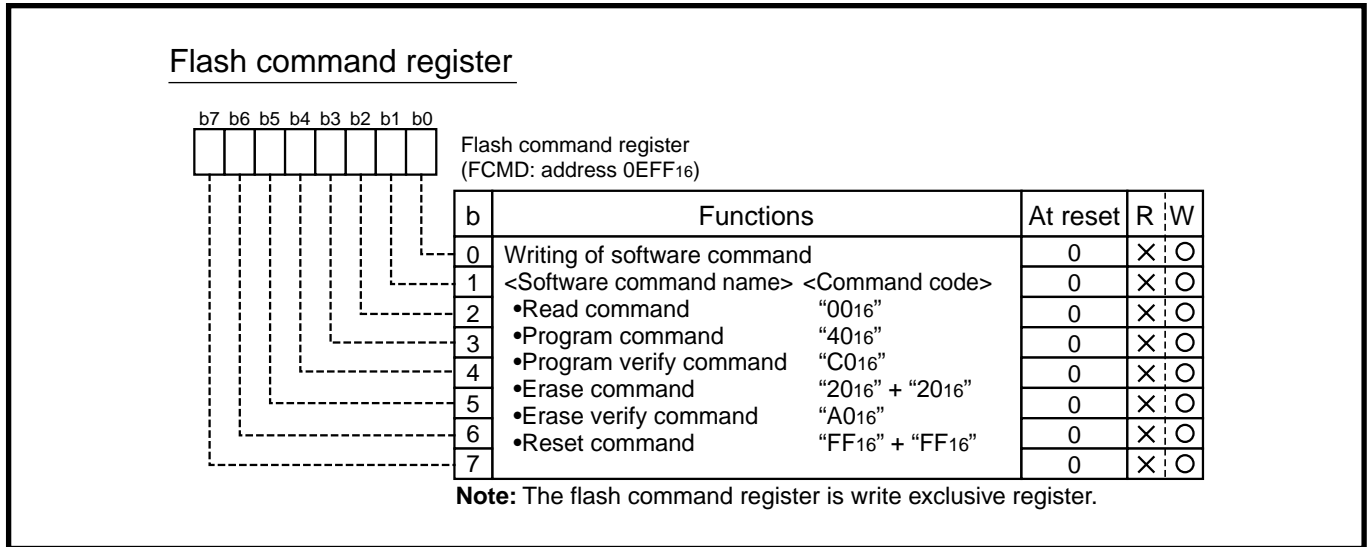 Flash command register
b7 b6 b5 b4 b3 b2 b1 b0
Flash command register
(FCMD: address 0EFF16)
b Functions At reset R W
0 Writing of software command 0 × O
1 <Software command name> <Command code> 0 × O
2 •Read command “0016” 0 × O
3 •Program command “4016” 0 × O
4 •Program verify command “C016” 0 × O
5 •Erase command “2016” + “2016” 0 × O
•Erase verify command “A016”
6 •Reset command “FF16” + “FF16” 0 × O
7 0 × O
Note: The flash command register is write exclusive register.